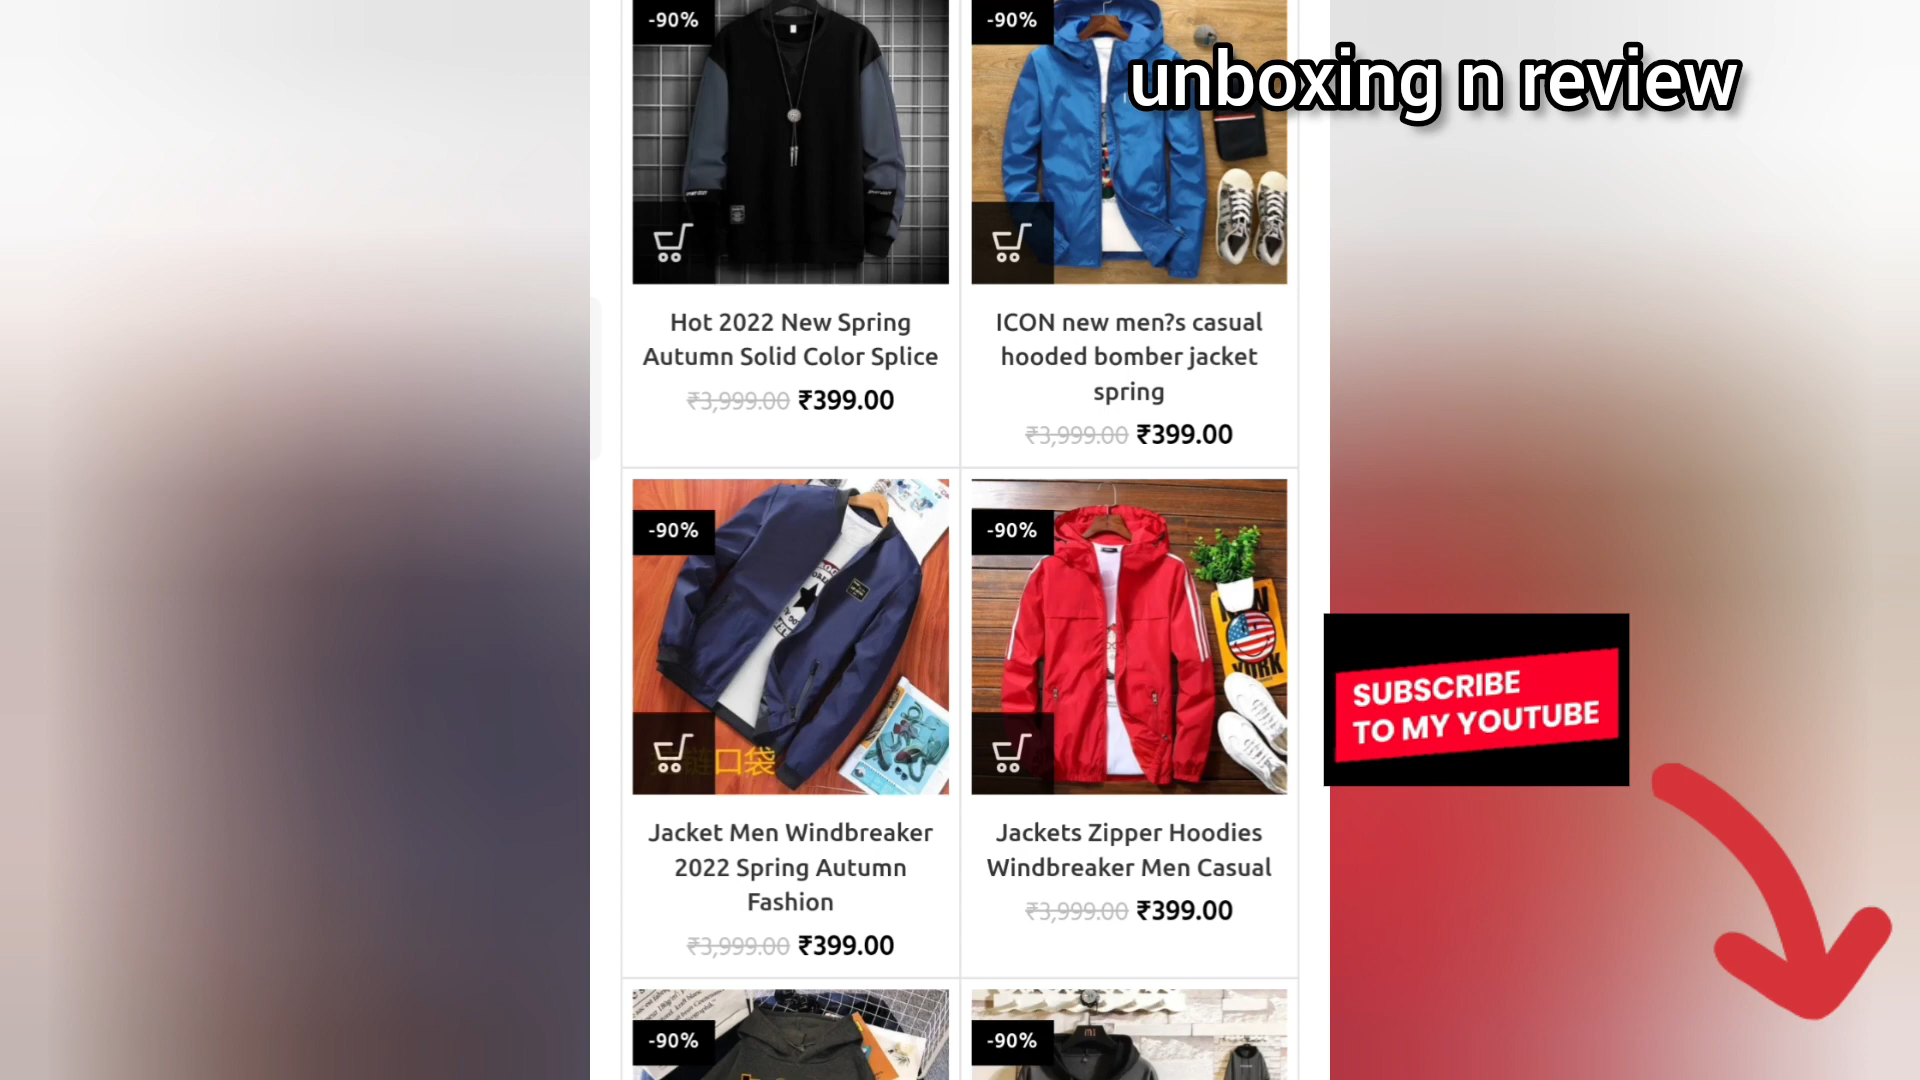 -90%
-90%
unboxing n review
Hot 2022 New Spring
Autumn Solid Color Splice
₹3,999.00 ₹399.00
ICON new men?s casual
hooded bomber jacket
spring
₹3,999.00 ₹399.00
-90%
口袋
-90%
SUBSCRIBE
TO MY YOUTUBE
Jacket Men Windbreaker
2022 Spring Autumn
Fashion
₹3,999.00 ₹399.00
Jackets Zipper Hoodies
Windbreaker Men Casual
₹3,999.00 ₹399.00
-90%
-90%